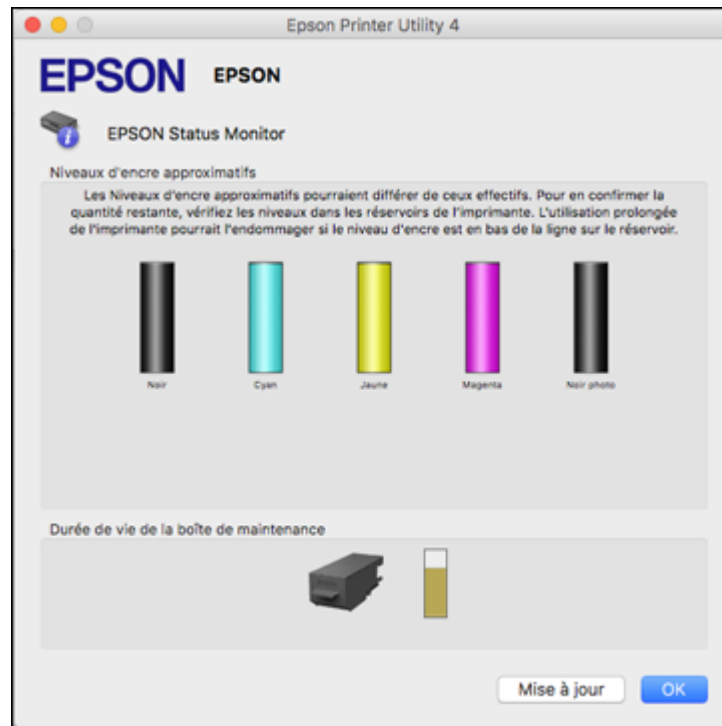 Epson Printer Utility 4
EPSON EPSON
EPSON Status Monitor
Niveaux d'encre approximatifs
Les Niveaux d'encre approximatifs pourraient différer de ceux effectifs. Pour en confirmer la
quantité restante, vérifiez les niveaux dans les réservoirs de l'imprimante. L'utilisation prolongée
de l'imprimante pourrait l'endommager si le niveau d'encre est en bas de la ligne sur le réservoir.
Noir Cyan Jaune Magenta Noir photo
Durée de vie de la boîte de maintenance
Mise à jour OK